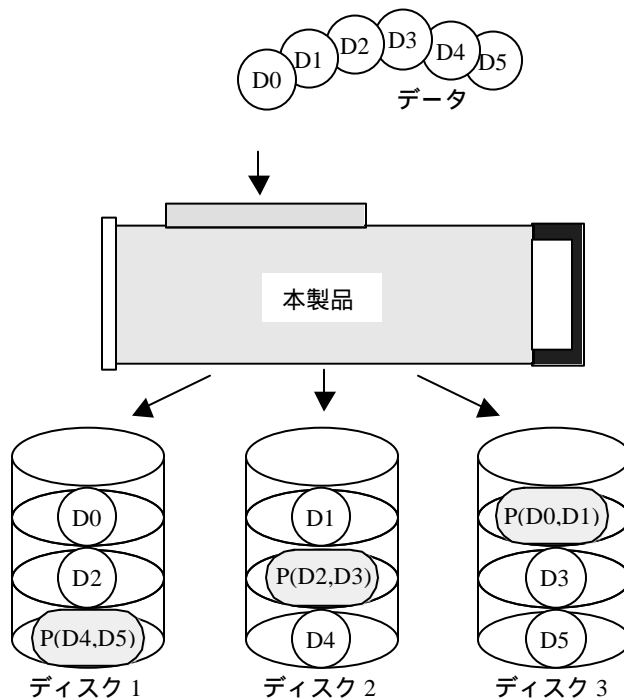 D0 D1 D2 D3 D4 D5
データ
本製品
D0 D1 P(D0,D1)
D2 P(D2,D3) D3
P(D4,D5) D4 D5
ディスク 1 ディスク 2 ディスク 3